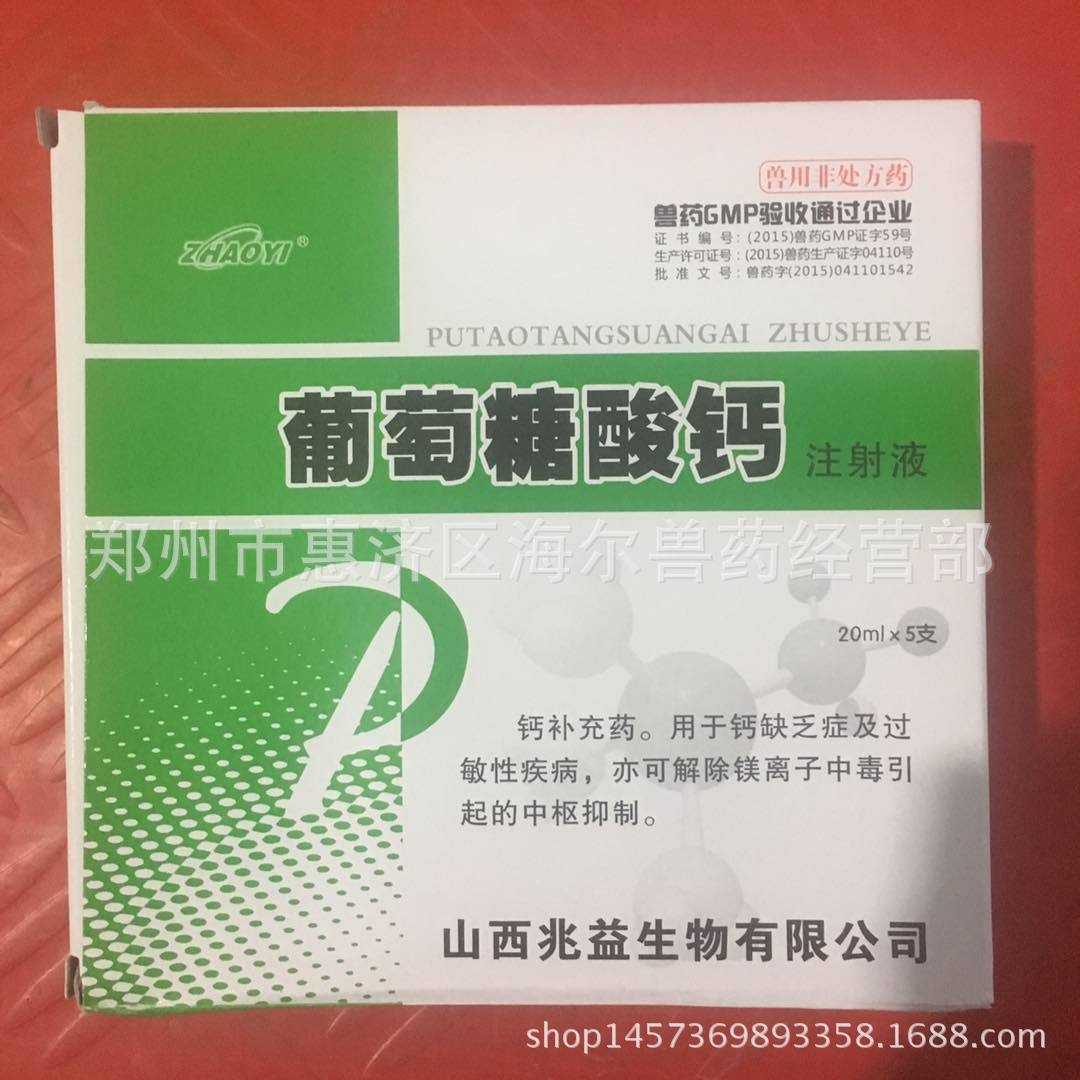 ZHAOYI®
兽用非处方药
兽药GMP验收通过企业
证书编号：(2015)兽药GMP证字59号
生产许可证号：(2015)兽药生产证字04110号
批准文号：兽药字(2015)041101542
PUTAOTANGSUANGAI ZHUSHEYE
葡萄糖酸钙 注射液
郑州市惠济区海尔兽药经营部
20ml x 5支
钙补充药。用于钙缺乏症及过
敏性疾病，亦可解除镁离子中毒引
起的中枢抑制。
山西兆益生物有限公司
shop1457369893358.1688.com